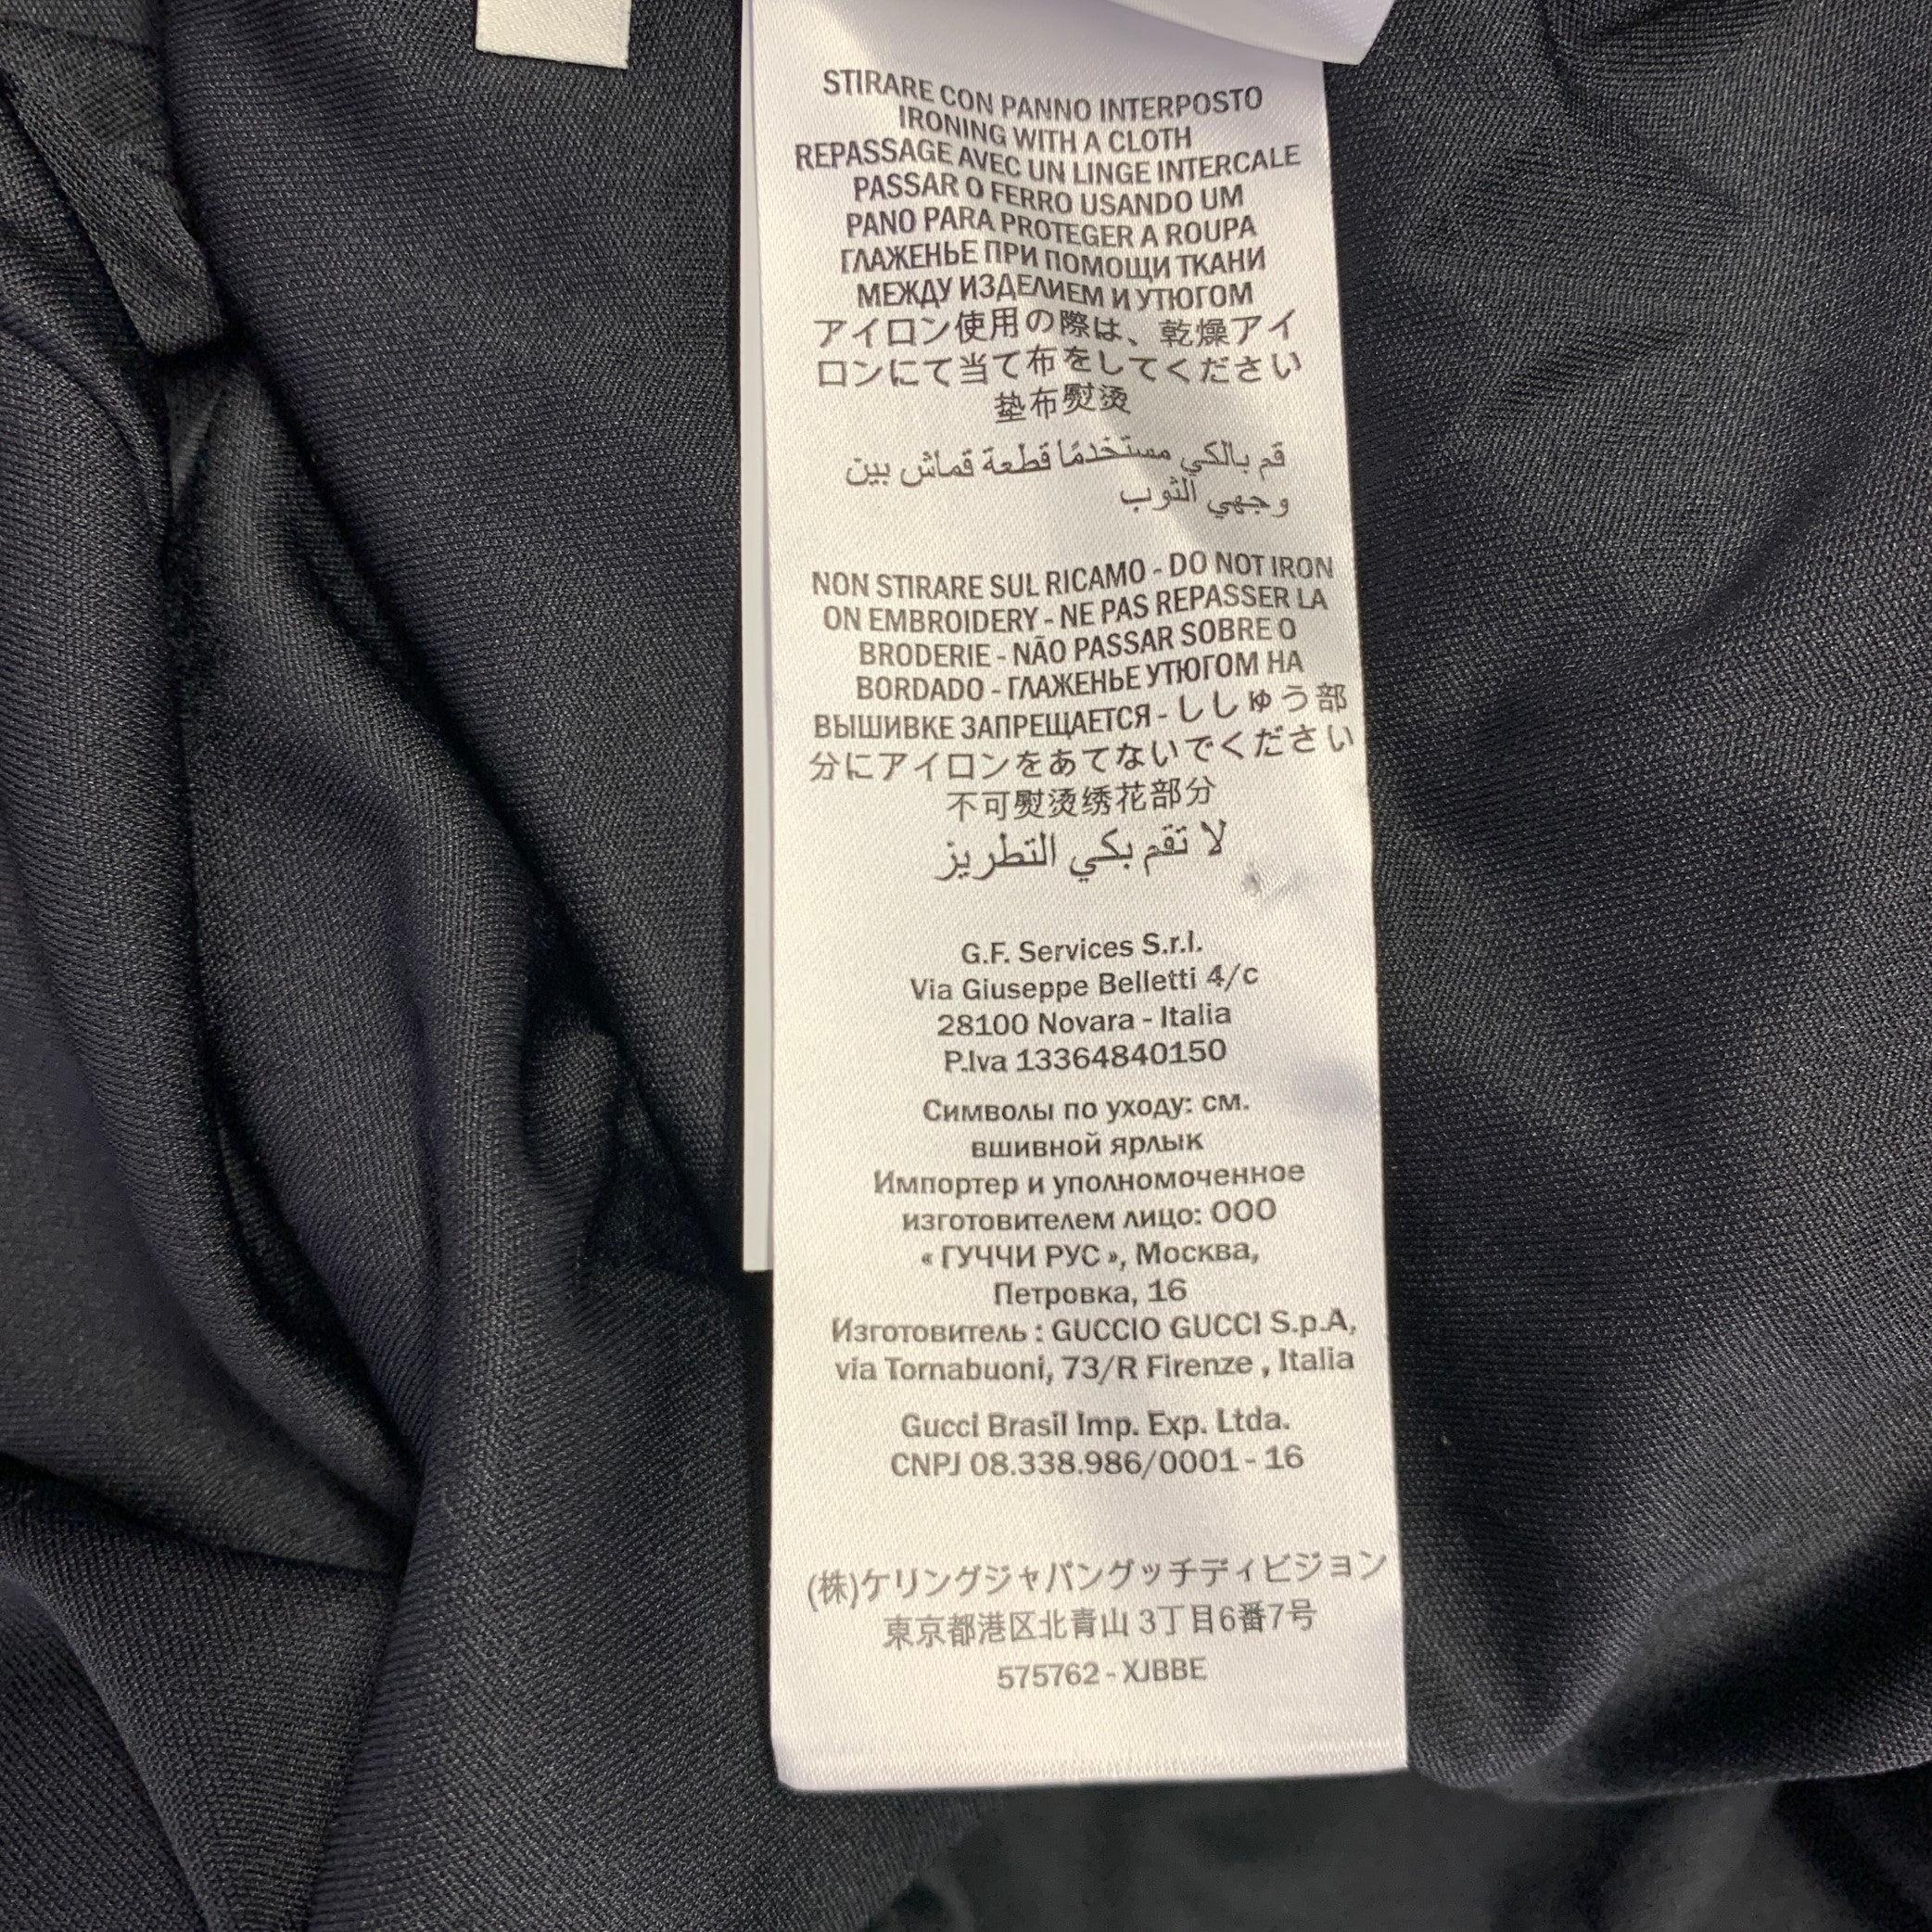 STIRARE CON PANNO INTERPOSTO
IRONING WITH A CLOTH
REPASSAGE AVEC UN LINGE INTERCALE
PASSAR O FERRO USANDO UM
PANO PARA PROTEGER A ROUPA
ГЛАЖЕНЬЕ ПРИ ПОМОЩИ ТКАНИ
МЕЖДУ ИЗДЕЛИЕМ И УТЮГОМ
アイロン使用の際は、乾燥アイ
ロンにて当て布をしてください
垫布熨烫
قم بالكي مستخدمًا قطعة قماش بين
وجهي الثوب
NON STIRARE SUL RICAMO - DO NOT IRON
ON EMBROIDERY - NE PAS REPASSER LA
BRODERIE - NÃO PASSAR SOBRE O
BORDADO - ГЛАЖЕНЬЕ УТЮГОМ НА
ВЫШИВКЕ ЗАПРЕЩАЕТСЯ - ししゅう部
分にアイロンをあてないでください
不可熨烫绣花部分
لا تقم بكي التطريز
G.F. Services S.r.l.
Via Giuseppe Belletti 4/c
28100 Novara - Italia
P.Iva 13364840150
Символы по уходу: см.
вшивной ярлык
Импортер и уполномоченное
изготовителем лицо: ООО
« ГУЧЧИ РУС », Москва,
Петровка, 16
Изготовитель : GUCCIO GUCCI S.p.A,
via Tornabuoni, 73/R Firenze , Italia
Gucci Brasil Imp. Exp. Ltda.
CNPJ 08.338.986/0001 - 16
(株)ケリングジャパングッチディビジョン
東京都港区北青山 3丁目6番7号
575762 - XJBBE